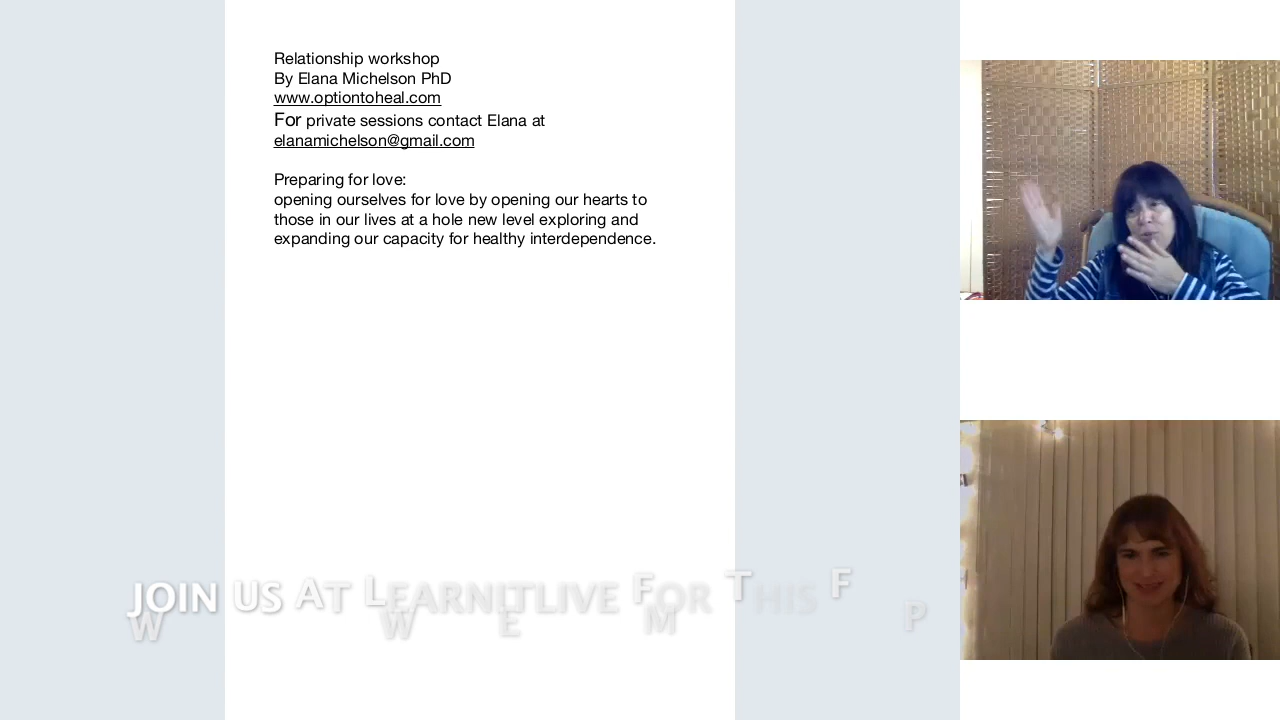 Relationship workshop
By Elana Michelson PhD
www.optiontoheal.com
For private sessions contact Elana at
elanamichelson@gmail.com
Preparing for love:
opening ourselves for love by opening our hearts to
those in our lives at a hole new level exploring and
expanding our capacity for healthy interdependence.
JOIN US AT LEARNITLIVE FOR THIS F
W W E M P